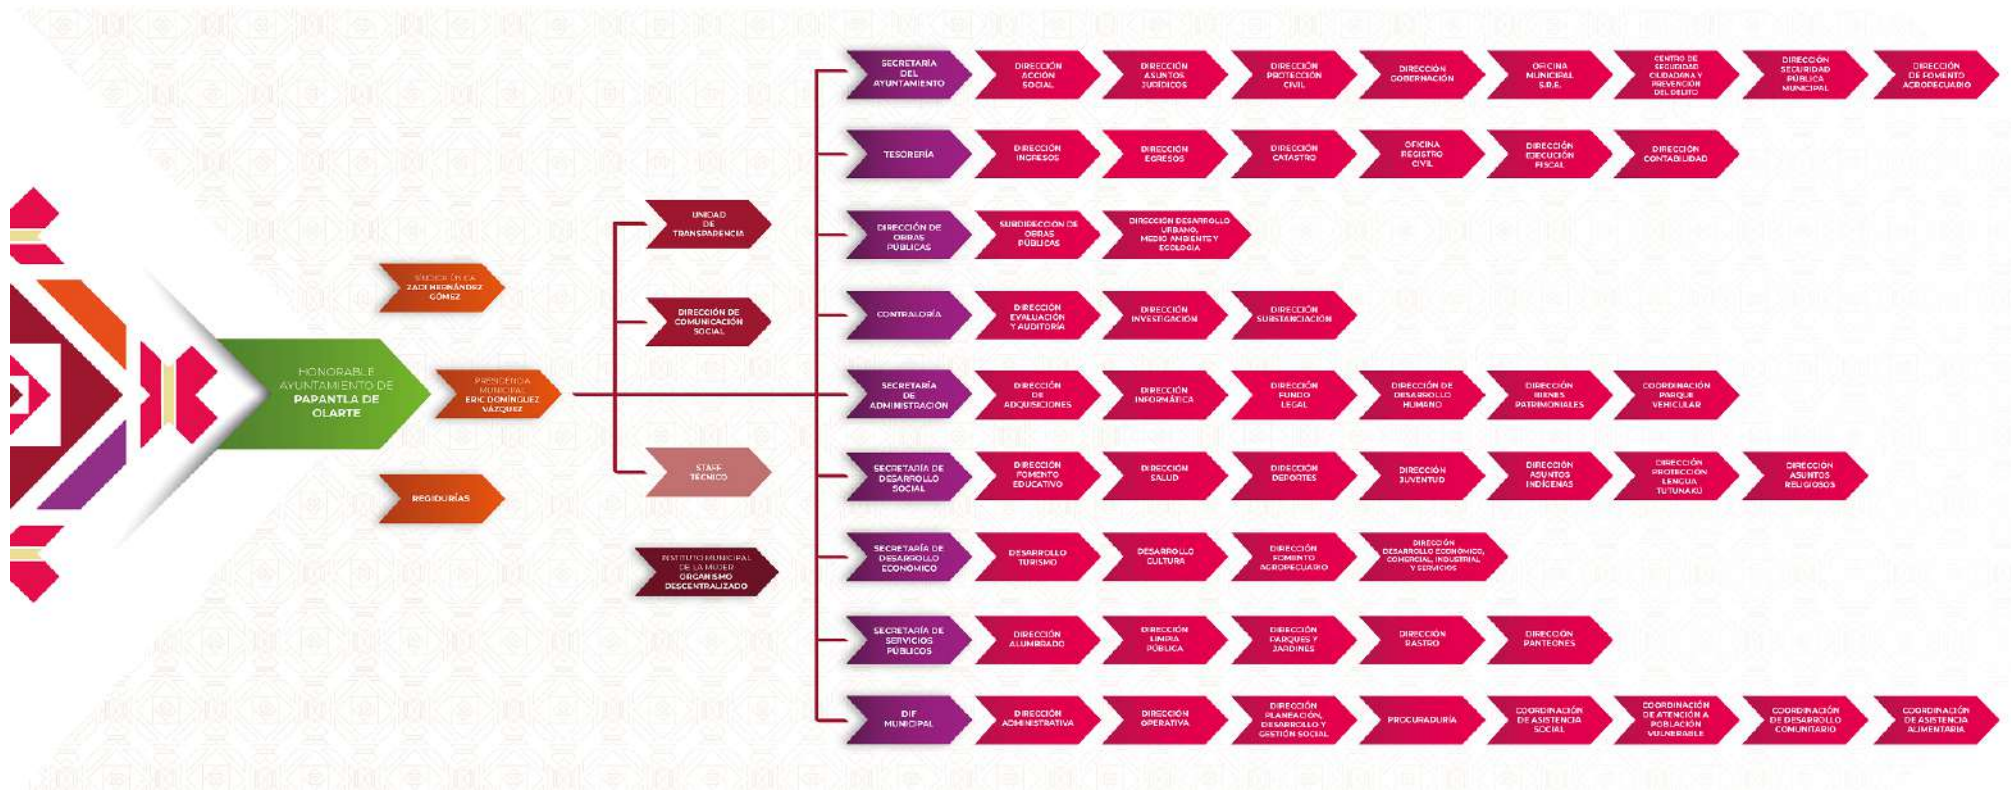 HONORABLE
AYUNTAMIENTO DE
PAPANTLA DE
OLARTE
SÍNDICA ÚNICA
ZADI HERNÁNDEZ
GÓMEZ
PRESIDENCIA
MUNICIPAL
ERIC DOMÍNGUEZ
VÁZQUEZ
REGIDURÍAS
UNIDAD
DE
TRANSPARENCIA
DIRECCIÓN DE
COMUNICACIÓN
SOCIAL
STAFF
TÉCNICO
INSTITUTO MUNICIPAL
DE LA MUJER
ORGANISMO
DESCENTRALIZADO
SECRETARÍA
DEL
AYUNTAMIENTO
DIRECCIÓN
ACCIÓN
SOCIAL
DIRECCIÓN
ASUNTOS
JURÍDICOS
DIRECCIÓN
PROTECCIÓN
CIVIL
DIRECCIÓN
GOBERNACIÓN
OFICINA
MUNICIPAL
S.R.E.
CENTRO DE
SEGURIDAD
CIUDADANA Y
PREVENCIÓN
DEL DELITO
DIRECCIÓN
SEGURIDAD
PÚBLICA
MUNICIPAL
DIRECCIÓN
DE FOMENTO
AGROPECUARIO
TESORERÍA
DIRECCIÓN
INGRESOS
DIRECCIÓN
EGRESOS
DIRECCIÓN
CATASTRO
OFICINA
REGISTRO
CIVIL
DIRECCIÓN
EJECUCIÓN
FISCAL
DIRECCIÓN
CONTABILIDAD
DIRECCIÓN DE
OBRAS
PÚBLICAS
SUBDIRECCIÓN DE
OBRAS
PÚBLICAS
DIRECCIÓN DESARROLLO
URBANO,
MEDIO AMBIENTE Y
ECOLOGÍA
CONTRALORÍA
DIRECCIÓN
EVALUACIÓN
Y AUDITORÍA
DIRECCIÓN
INVESTIGACIÓN
DIRECCIÓN
SUBSTANCIACIÓN
SECRETARÍA
DE
ADMINISTRACIÓN
DIRECCIÓN
DE
ADQUISICIONES
DIRECCIÓN
INFORMÁTICA
DIRECCIÓN
FUNDO
LEGAL
DIRECCIÓN DE
DESARROLLO
HUMANO
DIRECCIÓN
BIENES
PATRIMONIALES
COORDINACIÓN
PARQUE
VEHICULAR
SECRETARÍA DE
DESARROLLO
SOCIAL
DIRECCIÓN
FOMENTO
EDUCATIVO
DIRECCIÓN
SALUD
DIRECCIÓN
DEPORTES
DIRECCIÓN
JUVENTUD
DIRECCIÓN
ASUNTOS
INDÍGENAS
DIRECCIÓN
PROTECCIÓN
LENGUA
TUTUNAKÚ
DIRECCIÓN
ASUNTOS
RELIGIOSOS
SECRETARÍA DE
DESARROLLO
ECONÓMICO
DESARROLLO
TURISMO
DESARROLLO
CULTURA
DIRECCIÓN
FOMENTO
AGROPECUARIO
DIRECCIÓN
DESARROLLO ECONÓMICO,
COMERCIAL, INDUSTRIAL
Y SERVICIOS
SECRETARÍA DE
SERVICIOS
PÚBLICOS
DIRECCIÓN
ALUMBRADO
DIRECCIÓN
LIMPIA
PÚBLICA
DIRECCIÓN
PARQUES Y
JARDINES
DIRECCIÓN
RASTRO
DIRECCIÓN
PANTEONES
DIF
MUNICIPAL
DIRECCIÓN
ADMINISTRATIVA
DIRECCIÓN
OPERATIVA
DIRECCIÓN
PLANEACIÓN,
DESARROLLO Y
GESTIÓN SOCIAL
PROCURADURÍA
COORDINACIÓN
DE ASISTENCIA
SOCIAL
COORDINACIÓN
DE ATENCIÓN A
POBLACIÓN
VULNERABLE
COORDINACIÓN
DE DESARROLLO
COMUNITARIO
COORDINACIÓN
DE ASISTENCIA
ALIMENTARIA